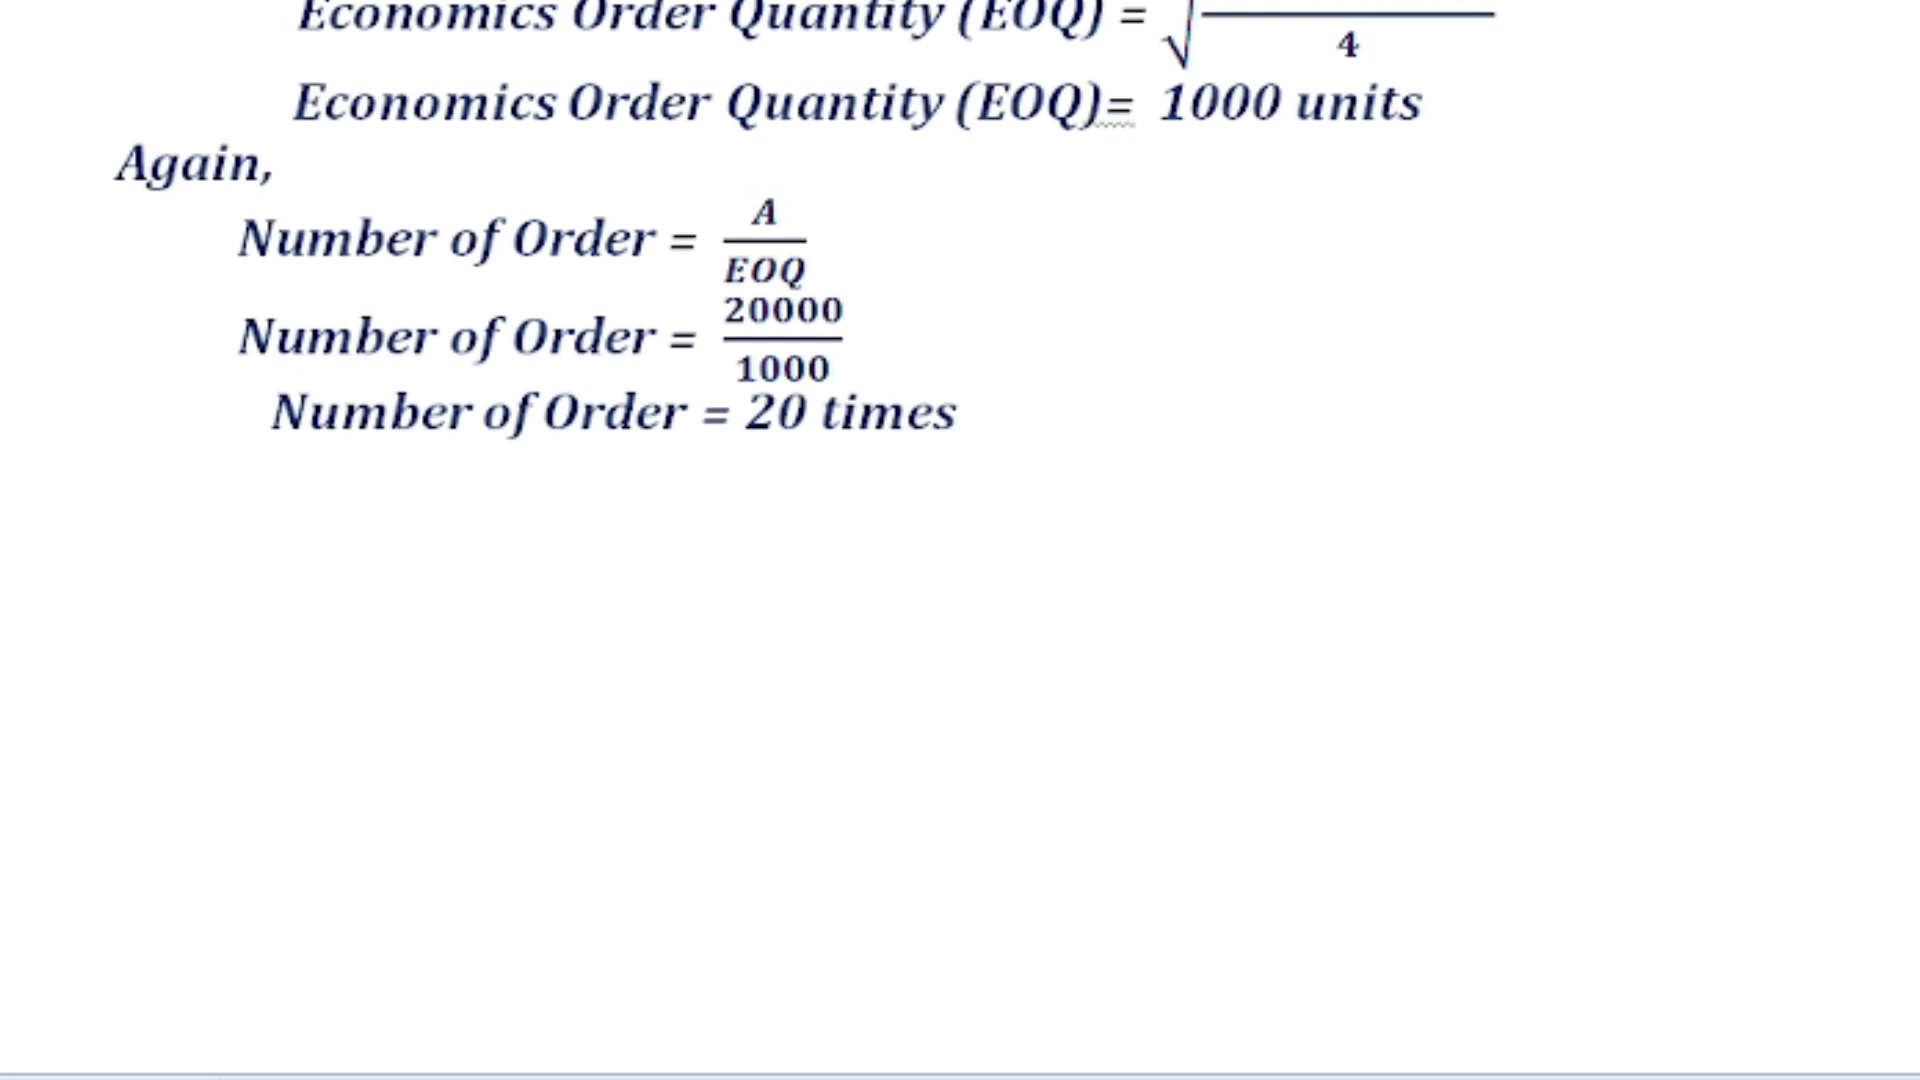 Economics Order Quantity (EOQ) = √ 4
Economics Order Quantity (EOQ)= 1000 units
Again,
Number of Order = A / EOQ
Number of Order = 20000 / 1000
Number of Order = 20 times